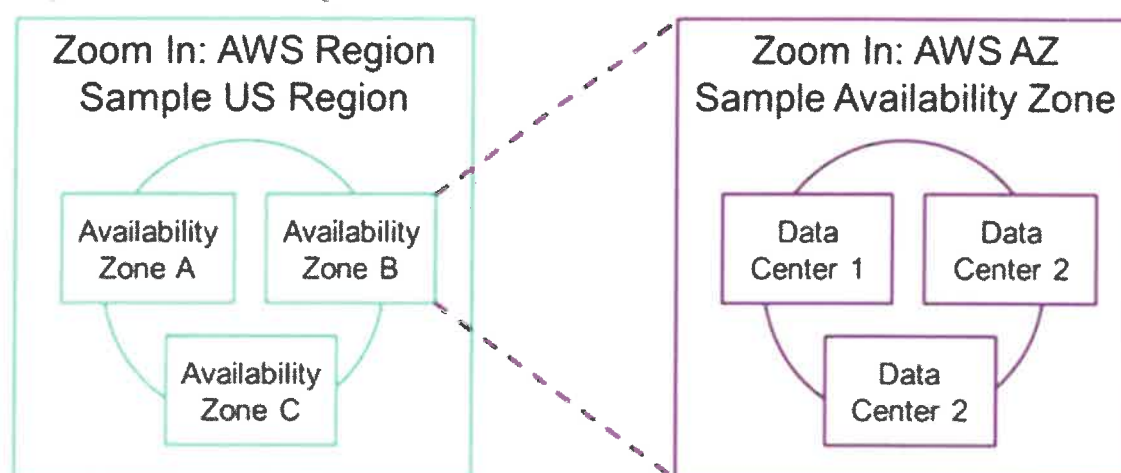 Zoom In: AWS Region
Sample US Region
Availability
Zone A
Availability
Zone B
Availability
Zone C
Zoom In: AWS AZ
Sample Availability Zone
Data
Center 1
Data
Center 2
Data
Center 2